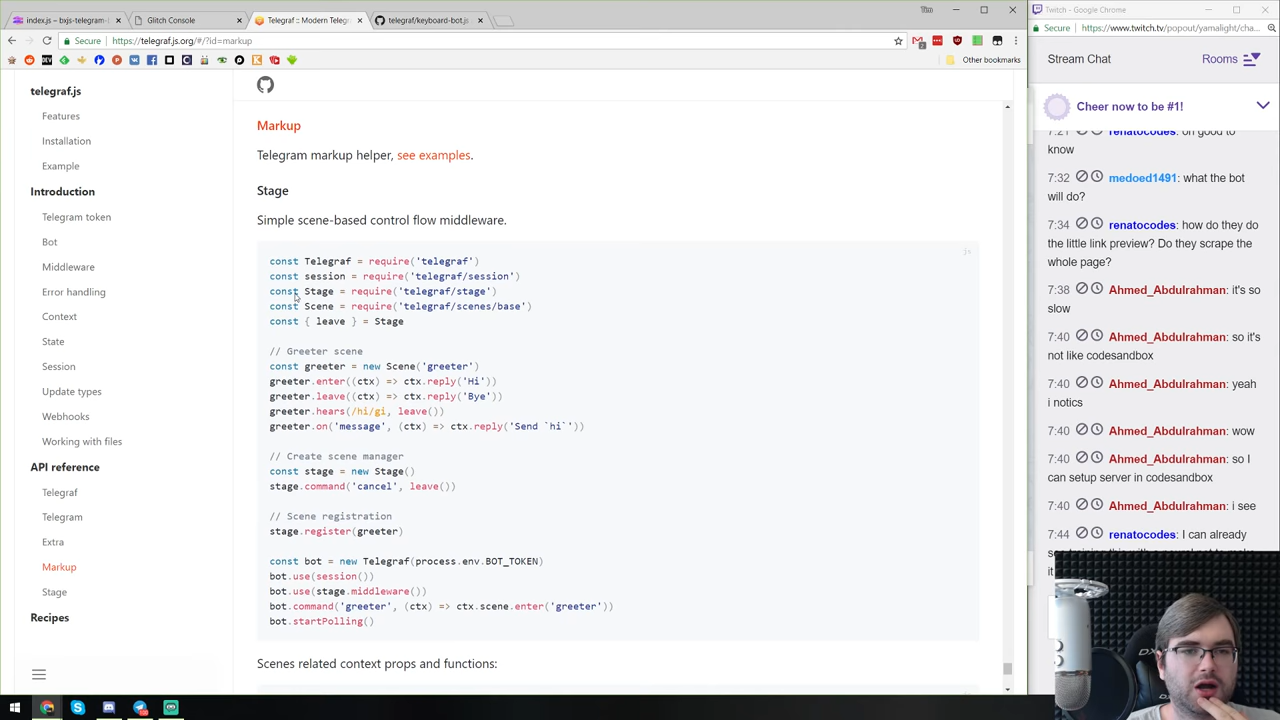 index.js – bxjs-telegram-
Glitch Console
Telegraf :: Modern Telegr
telegraf/keyboard-bot.js
Tim
Secure
https://telegraf.js.org/#/?id=markup
Other bookmarks
telegraf.js
Features
Installation
Example
Introduction
Telegram token
Bot
Middleware
Error handling
Context
State
Session
Update types
Webhooks
Working with files
API reference
Telegraf
Telegram
Extra
Markup
Stage
Recipes
Markup
Telegram markup helper, see examples.
Stage
Simple scene-based control flow middleware.
js
const Telegraf = require('telegraf')
const session = require('telegraf/session')
const Stage = require('telegraf/stage')
const Scene = require('telegraf/scenes/base')
const { leave } = Stage
// Greeter scene
const greeter = new Scene('greeter')
greeter.enter((ctx) => ctx.reply('Hi'))
greeter.leave((ctx) => ctx.reply('Bye'))
greeter.hears(/hi/gi, leave())
greeter.on('message', (ctx) => ctx.reply('Send `hi`'))
// Create scene manager
const stage = new Stage()
stage.command('cancel', leave())
// Scene registration
stage.register(greeter)
const bot = new Telegraf(process.env.BOT_TOKEN)
bot.use(session())
bot.use(stage.middleware())
bot.command('greeter', (ctx) => ctx.scene.enter('greeter'))
bot.startPolling()
Scenes related context props and functions:
Twitch - Google Chrome
Secure
https://www.twitch.tv/popout/yamalight/cha...
Stream Chat
Rooms
Cheer now to be #1!
7:21 renatocodes: oh good to
know
7:32 medoed1491: what the bot
will do?
7:34 renatocodes: how do they do
the little link preview? Do they scrape the
whole page?
7:38 Ahmed_Abdulrahman: it's so
slow
7:40 Ahmed_Abdulrahman: so it's
not like codesandbox
7:40 Ahmed_Abdulrahman: yeah
i notics
7:40 Ahmed_Abdulrahman: wow
7:40 Ahmed_Abdulrahman: so I
can setup server in codesandbox
7:40 Ahmed_Abdulrahman: i see
7:44 renatocodes: I can already